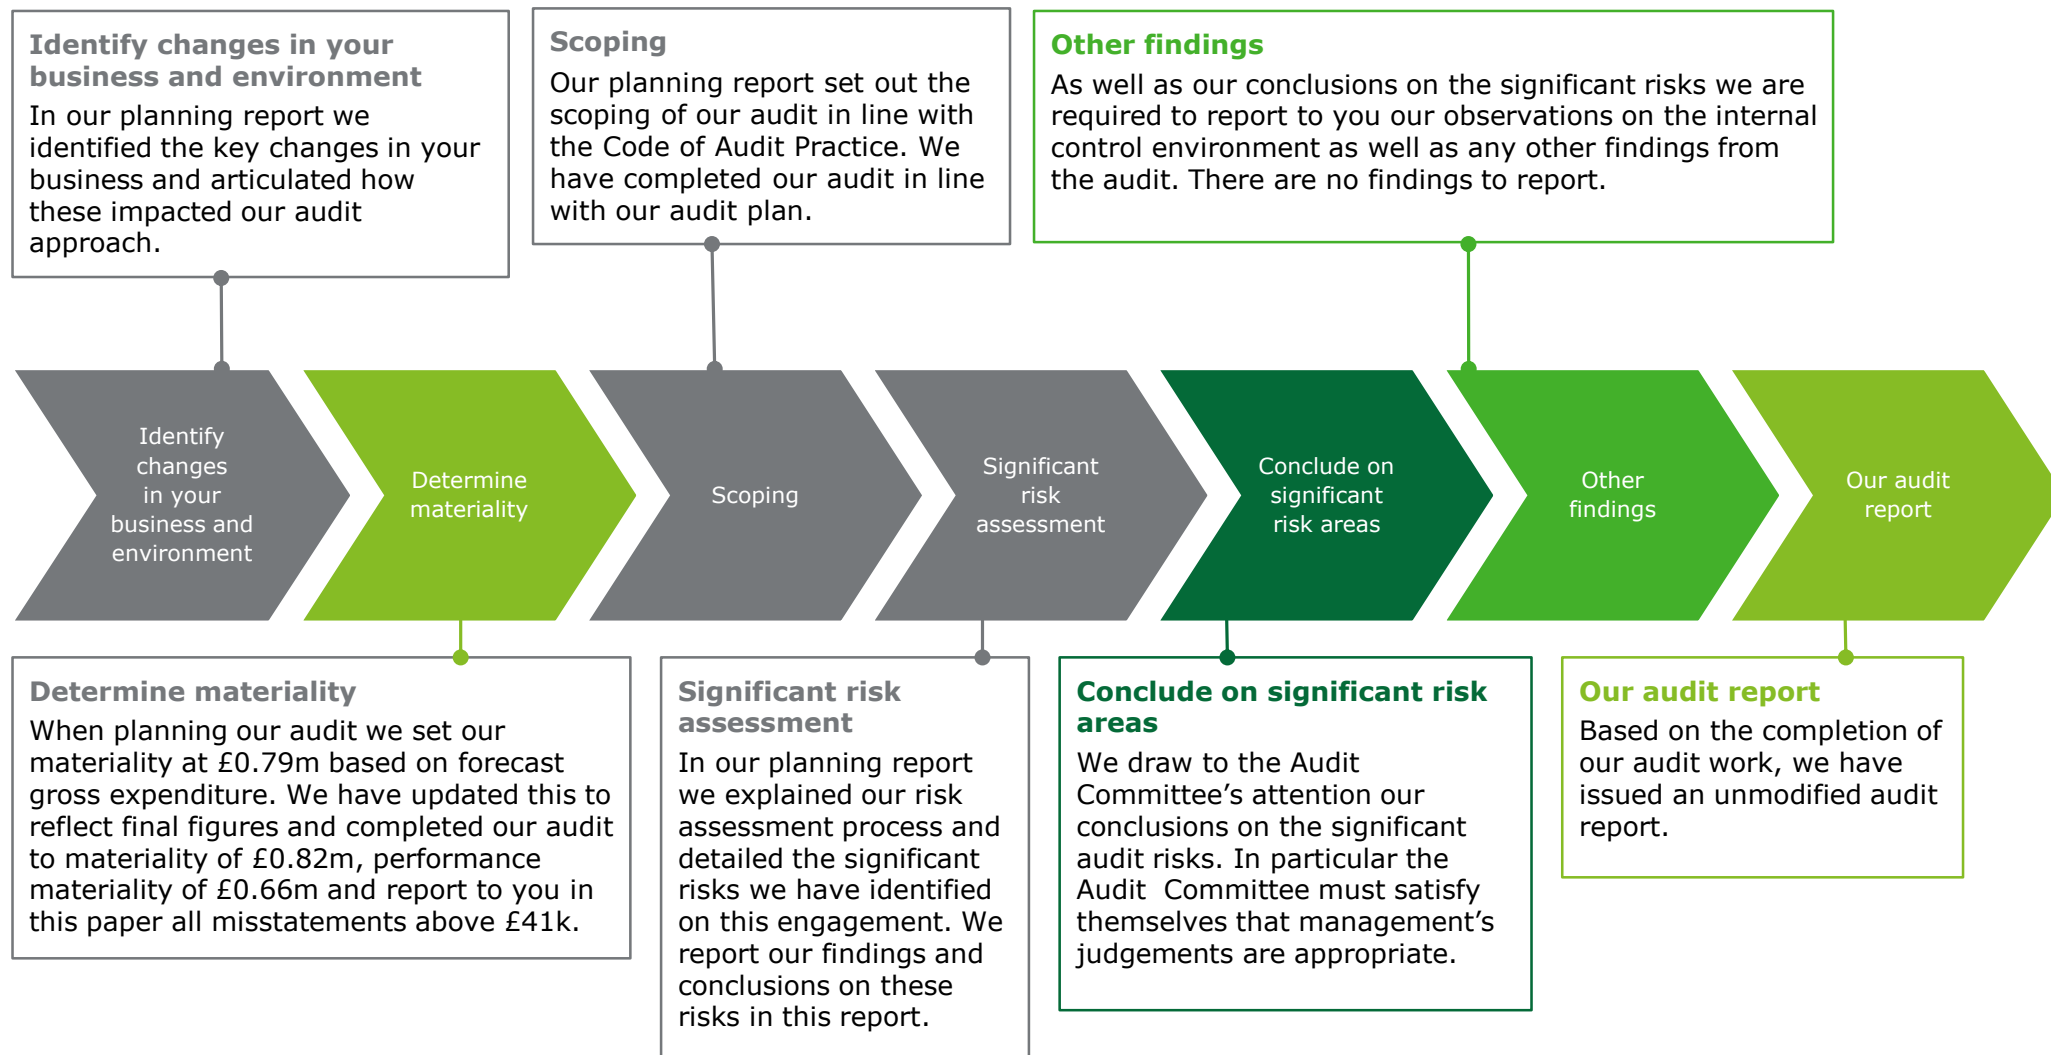 Identify changes in your
business and environment
In our planning report we
identified the key changes in your
business and articulated how
these impacted our audit
approach.
Scoping
Our planning report set out the
scoping of our audit in line with
the Code of Audit Practice. We
have completed our audit in line
with our audit plan.
Other findings
As well as our conclusions on the significant risks we are
required to report to you our observations on the internal
control environment as well as any other findings from
the audit. There are no findings to report.
Identify
changes
in your
business and
environment
Determine
materiality
Scoping
Significant
risk
assessment
Conclude on
significant
risk areas
Other
findings
Our audit
report
Determine materiality
When planning our audit we set our
materiality at £0.79m based on forecast
gross expenditure. We have updated this to
reflect final figures and completed our audit
to materiality of £0.82m, performance
materiality of £0.66m and report to you in
this paper all misstatements above £41k.
Significant risk
assessment
In our planning report
we explained our risk
assessment process and
detailed the significant
risks we have identified
on this engagement. We
report our findings and
conclusions on these
risks in this report.
Conclude on significant risk
areas
We draw to the Audit
Committee’s attention our
conclusions on the significant
audit risks. In particular the
Audit  Committee must satisfy
themselves that management’s
judgements are appropriate.
Our audit report
Based on the completion of
our audit work, we have
issued an unmodified audit
report.